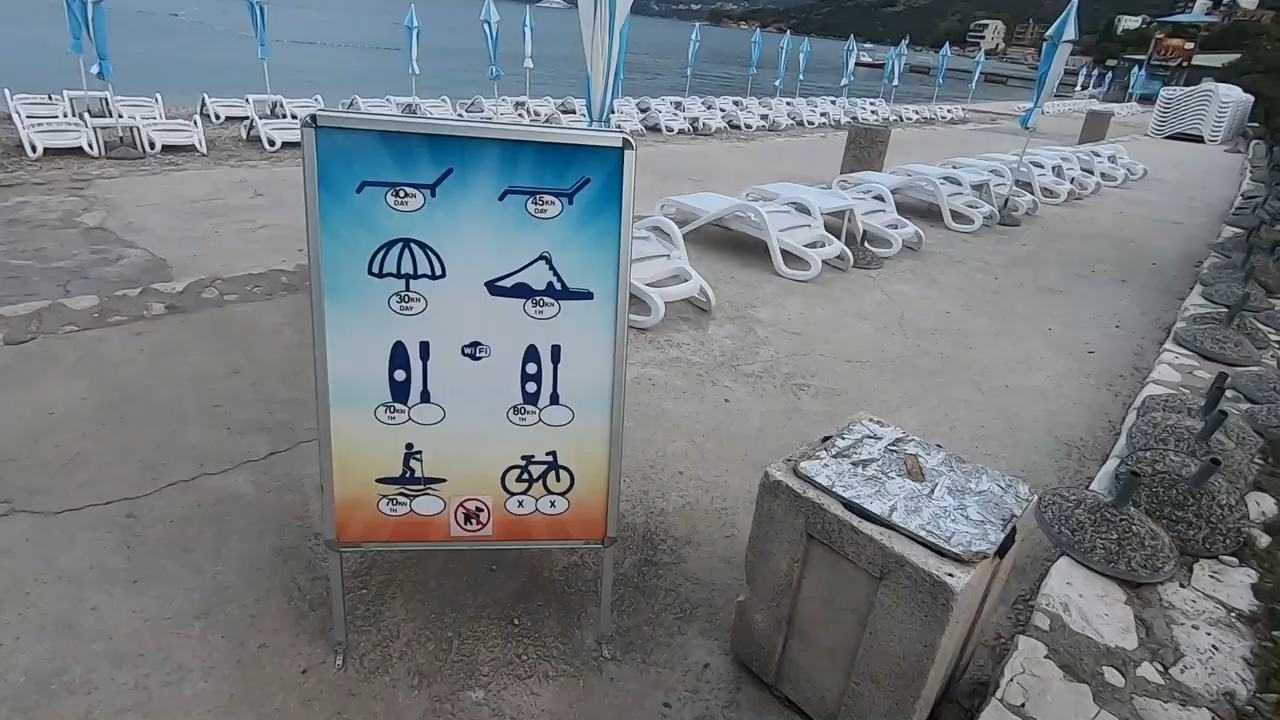 40KN
DAY
45KN
DAY
30KN
DAY
90KN
1H
WiFi
70KN
1H
80KN
1H
70KN
1H
X X